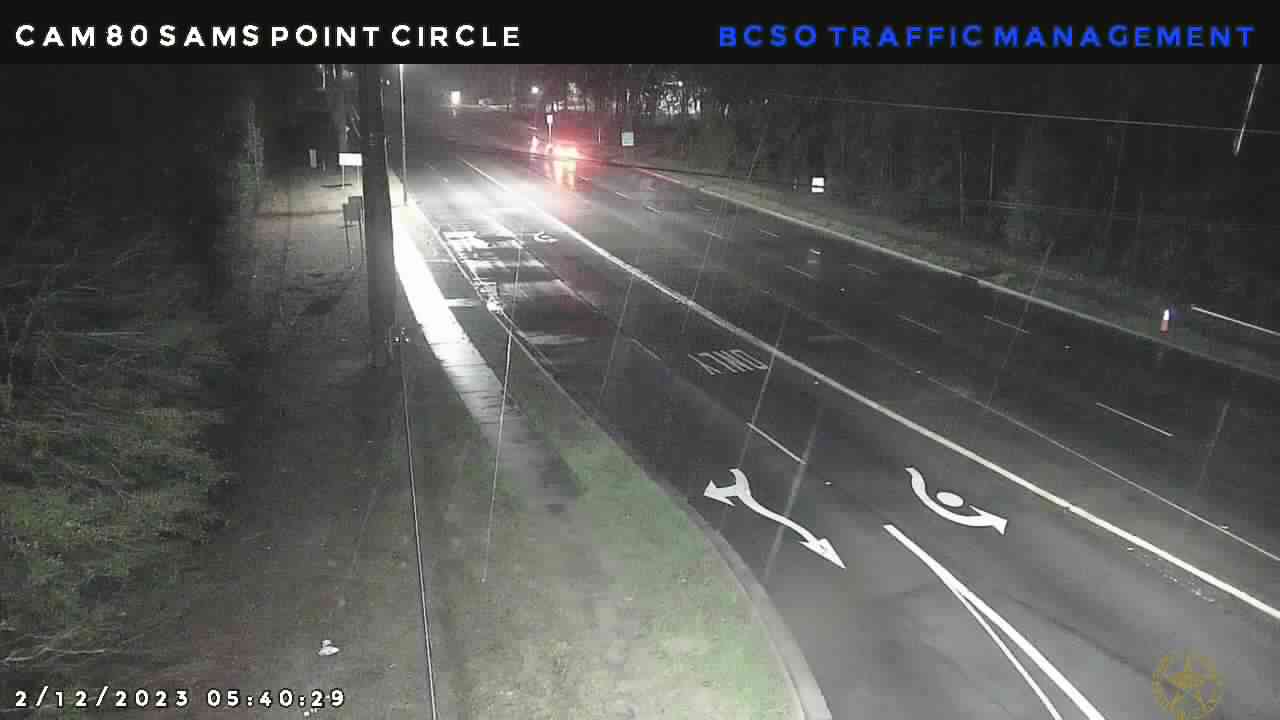 CAM 80 SAMS POINT CIRCLE
BCSO TRAFFIC MANAGEMENT
ONLY
2/12/2023 05:40:29